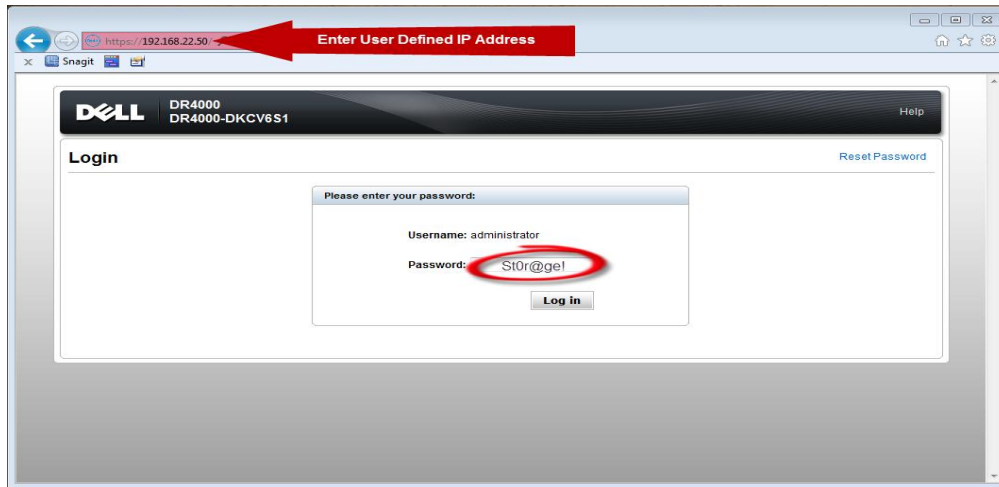 https://192.168.22.50/
Enter User Defined IP Address
x Snagit
DELL
DR4000
DR4000-DKCV6S1
Help
Login
Reset Password
Please enter your password:
Username: administrator
Password: St0r@ge!
Log in